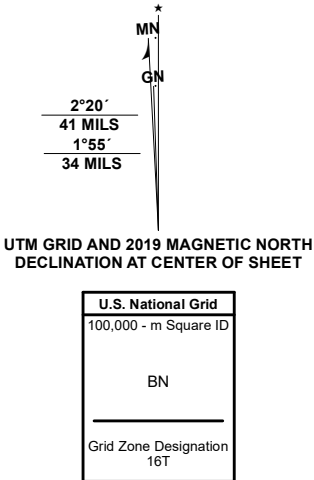 MN
GN
2°20´
41 MILS
1°55´
34 MILS
UTM GRID AND 2019 MAGNETIC NORTH
DECLINATION AT CENTER OF SHEET
U.S. National Grid
100,000 - m Square ID
BN
Grid Zone Designation
16T